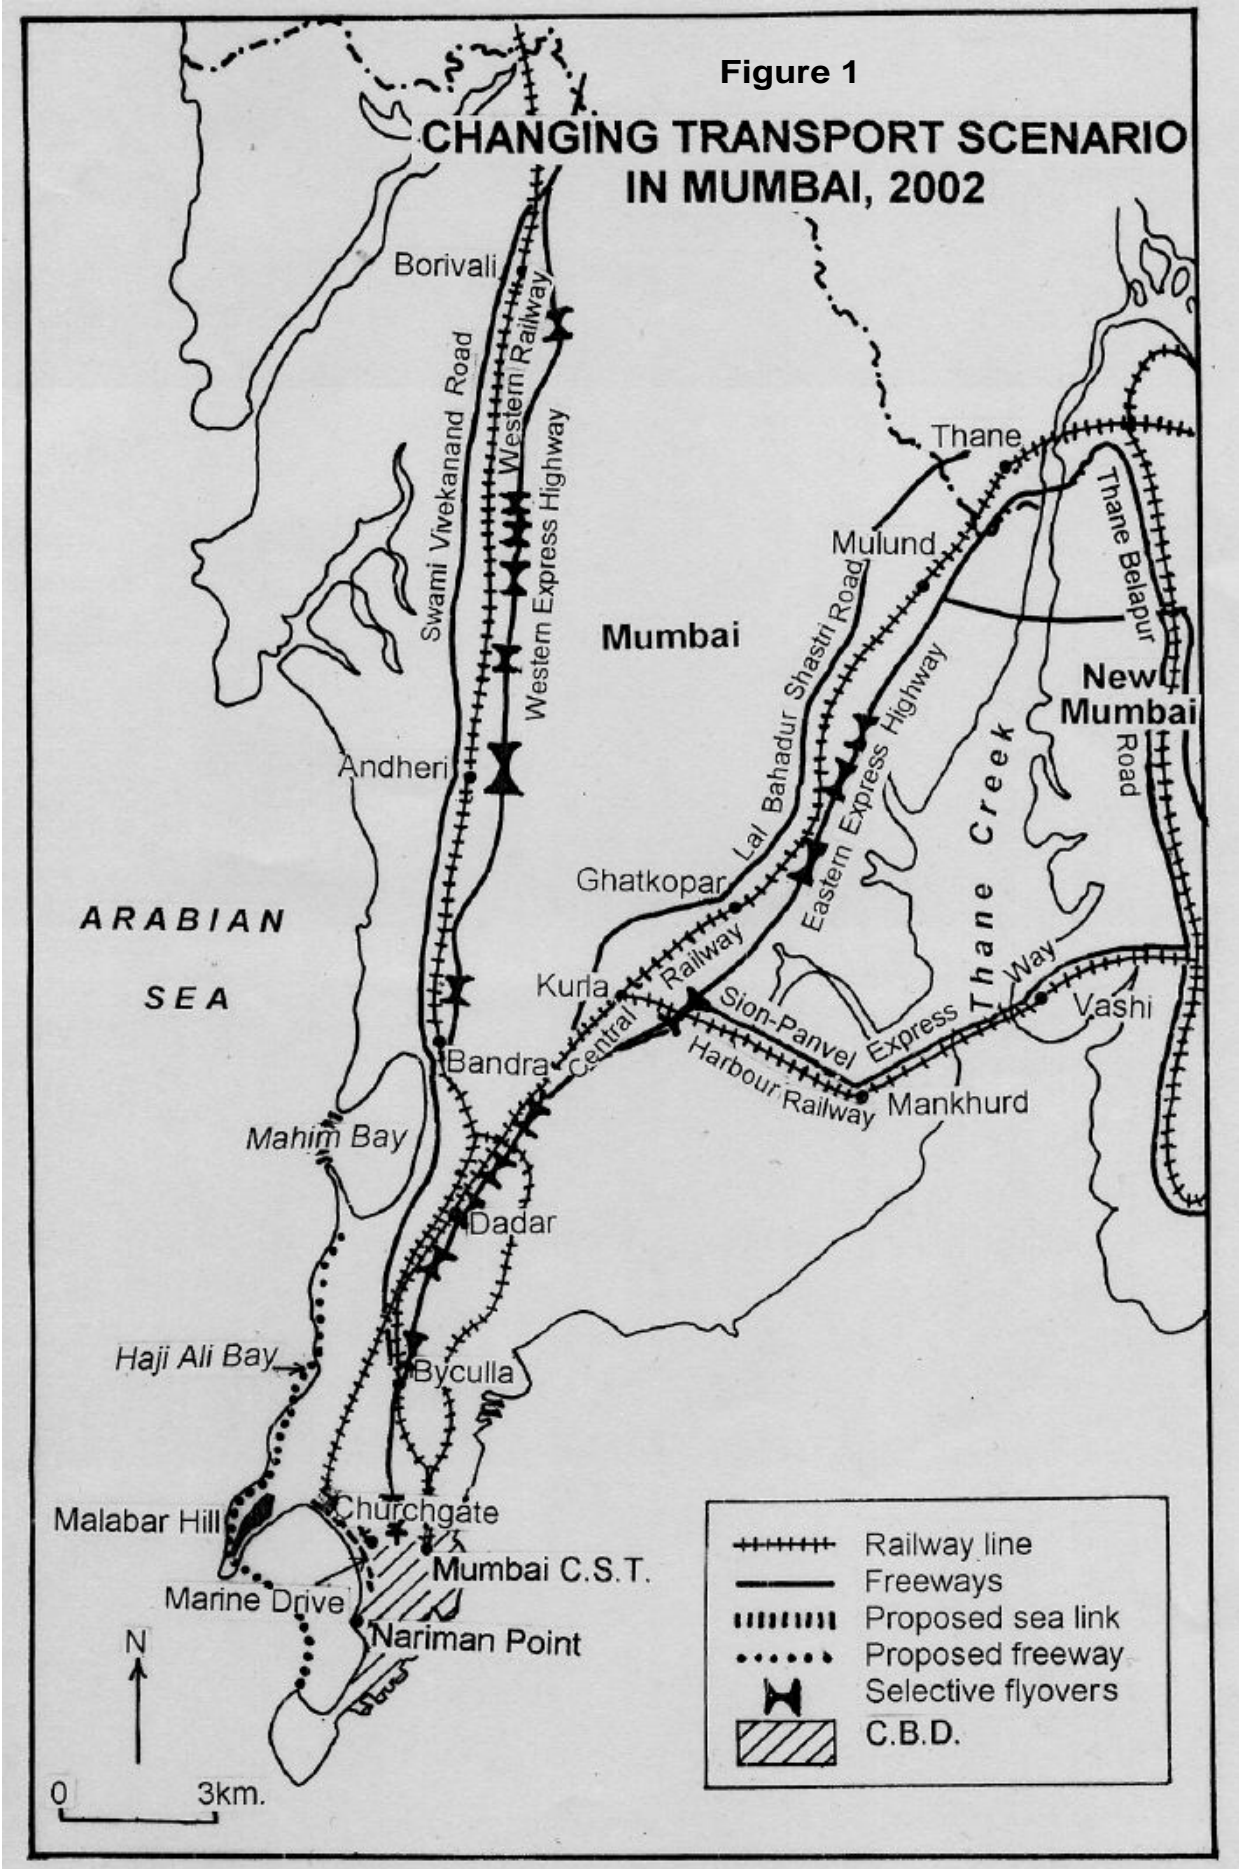 Figure 1
CHANGING TRANSPORT SCENARIO
IN MUMBAI, 2002
Borivali
Western Railway
Swami Vivekanand Road
Western Express Highway
Thane
Mulund
Thane Belapur
Road
Mumbai
Lal Bahadur Shastri Road
Eastern Express Highway
New
Mumbai
Andheri
Thane Creek
Ghatkopar
ARABIAN
SEA
Kurla
Central Railway
Sion-Panvel Express Way
Vashi
Bandra
Harbour Railway
Mankhurd
Mahim Bay
Dadar
Haji Ali Bay
Byculla
Malabar Hill
Churchgate
Mumbai C.S.T.
Marine Drive
Nariman Point
N
0 3km.
Railway line
Freeways
Proposed sea link
Proposed freeway
Selective flyovers
C.B.D.